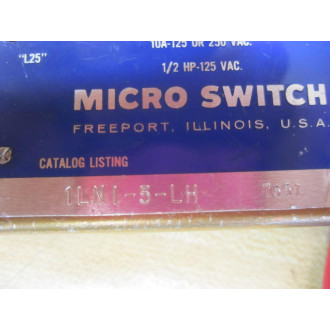 10A-125 OR 250 VAC.
"L25"
1/2 HP-125 VAC.
MICRO SWITCH
FREEPORT, ILLINOIS, U.S.A.
CATALOG LISTING
1LN1-5-LH